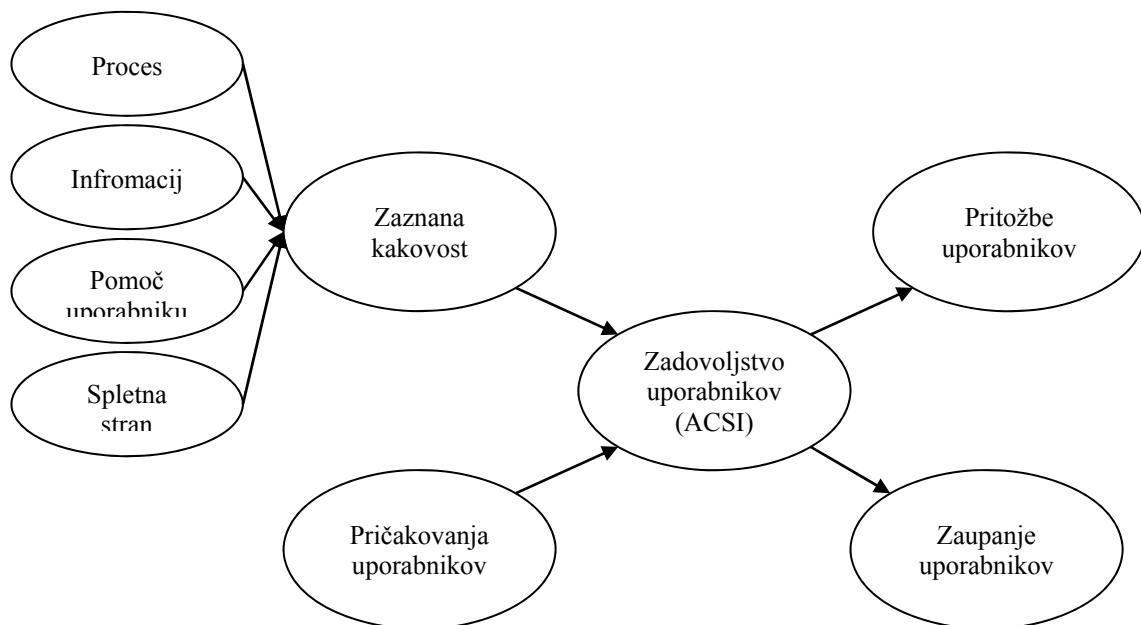 Proces
Infromacij
Pomoč
uporabniku
Spletna
stran
Zaznana
kakovost
Pričakovanja
uporabnikov
Zadovoljstvo
uporabnikov
(ACSI)
Pritožbe
uporabnikov
Zaupanje
uporabnikov